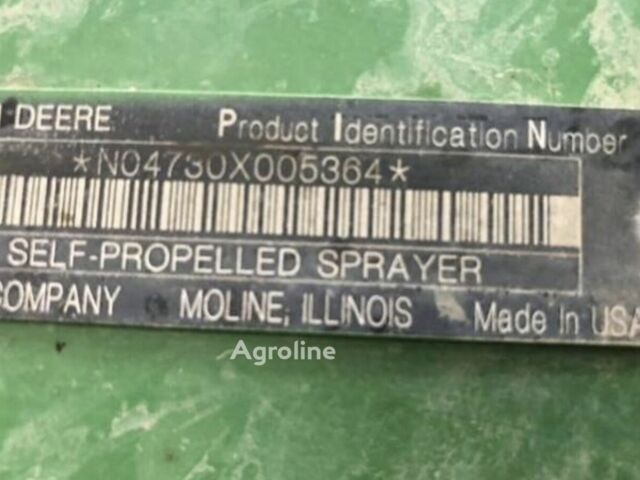 DEERE Product Identification Number
*N04730X005364*
SELF-PROPELLED SPRAYER
COMPANY MOLINE, ILLINOIS Made In USA
Agroline